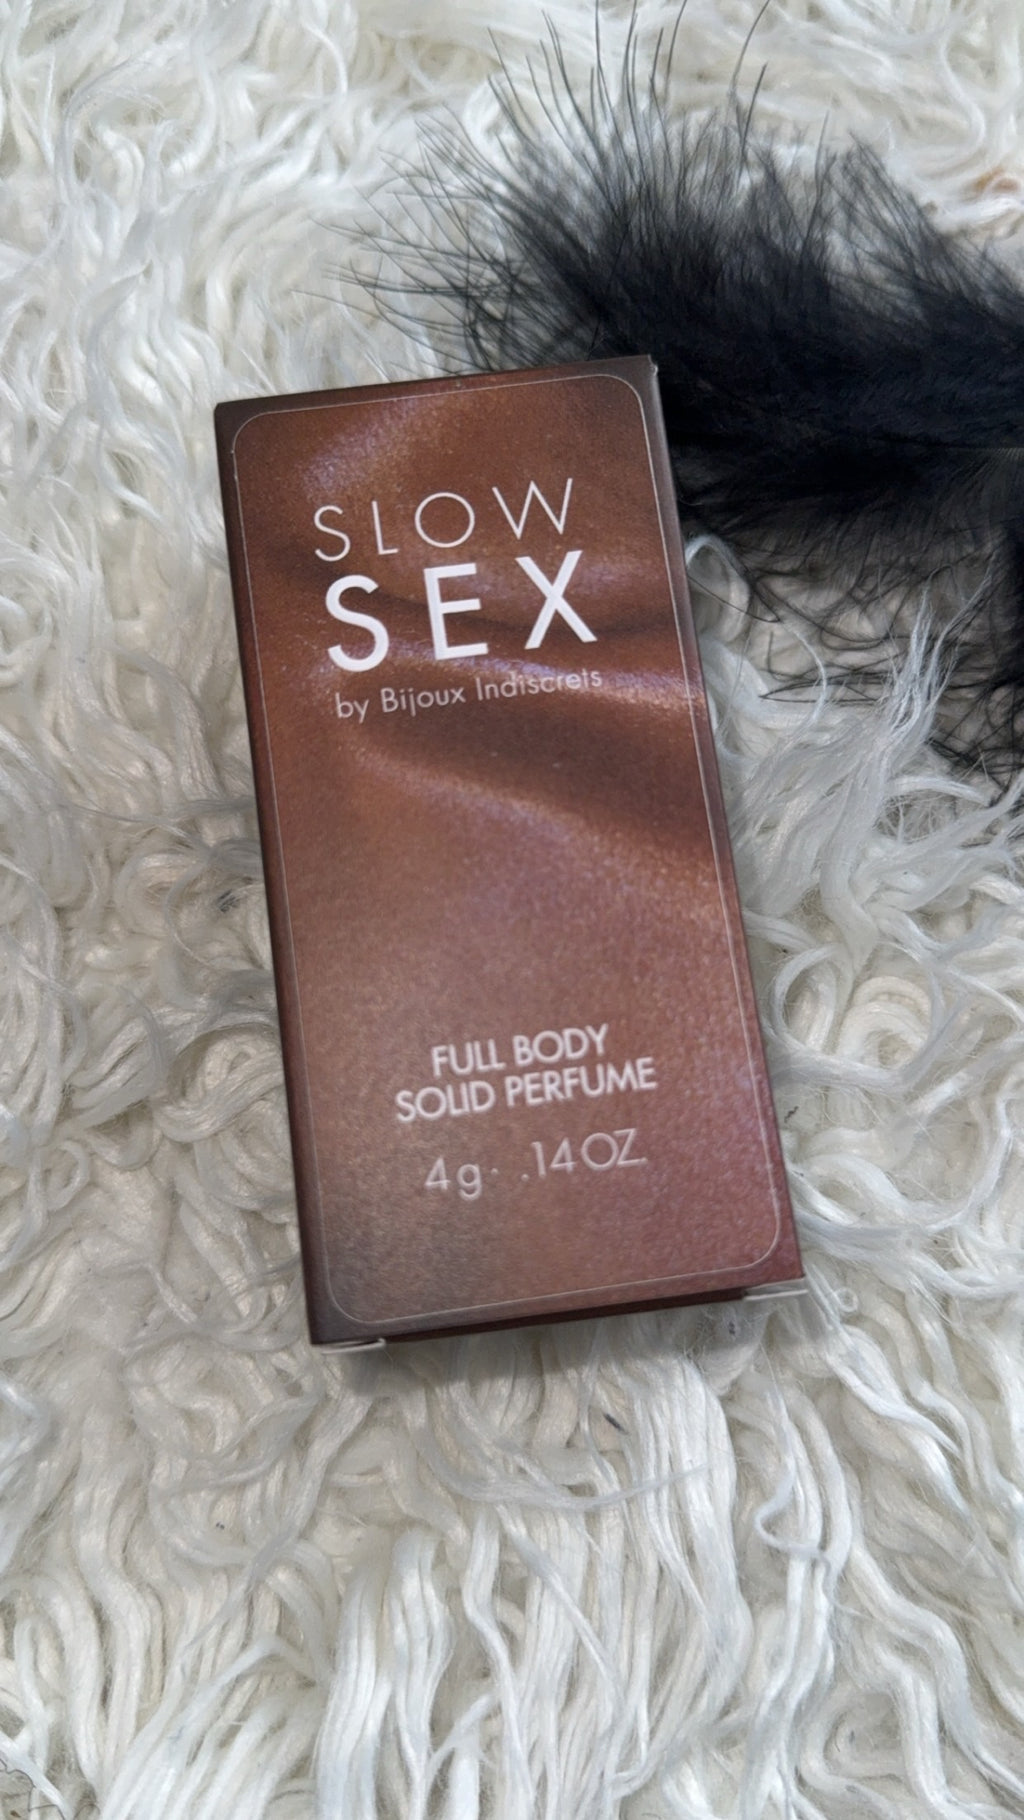 SLOW
SEX
by Bijoux Indiscrets
FULL BODY
SOLID PERFUME
4g· .14OZ